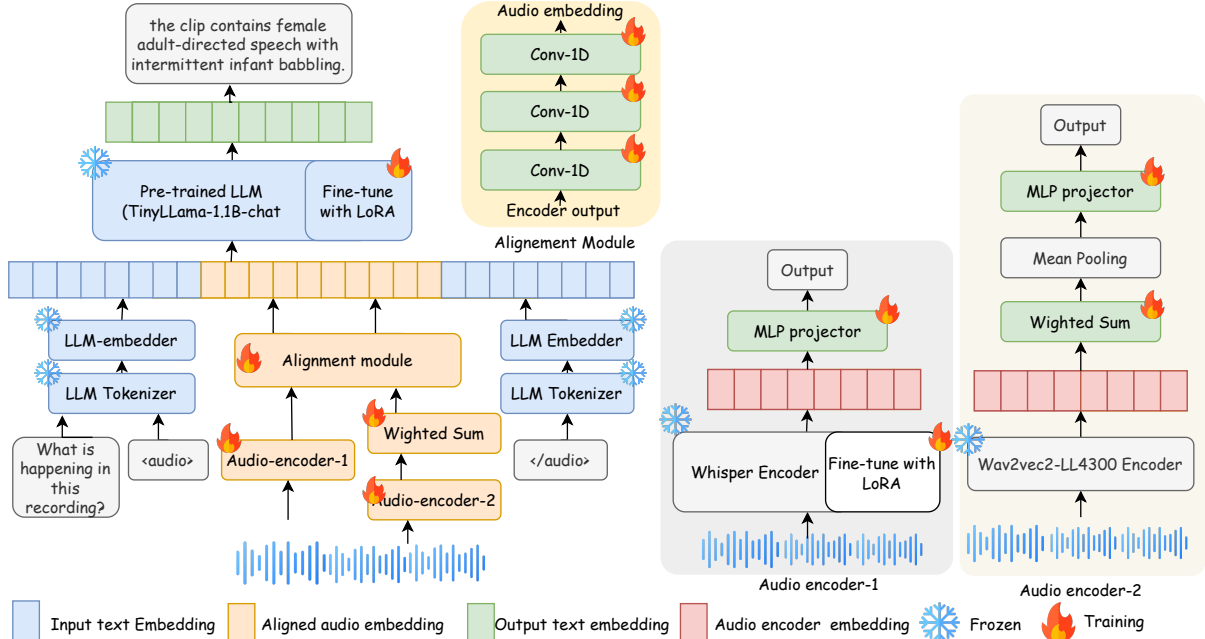 the clip contains female
adult-directed speech with
intermittent infant babbling.
Pre-trained LLM
(TinyLLama-1.1B-chat
Fine-tune
with LoRA
LLM-embedder
LLM Tokenizer
What is
happening in
this
recording?
<audio>
Alignment module
Audio-encoder-1
Wighted Sum
Audio-encoder-2
LLM Embedder
LLM Tokenizer
</audio>
Audio embedding
Conv-1D
Conv-1D
Conv-1D
Encoder output
Alignement Module
Output
MLP projector
Whisper Encoder
Fine-tune with
LoRA
Audio encoder-1
Output
MLP projector
Mean Pooling
Wighted Sum
Wav2vec2-LL4300 Encoder
Audio encoder-2
Input text Embedding
Aligned audio embedding
Output text embedding
Audio encoder embedding
Frozen
Training